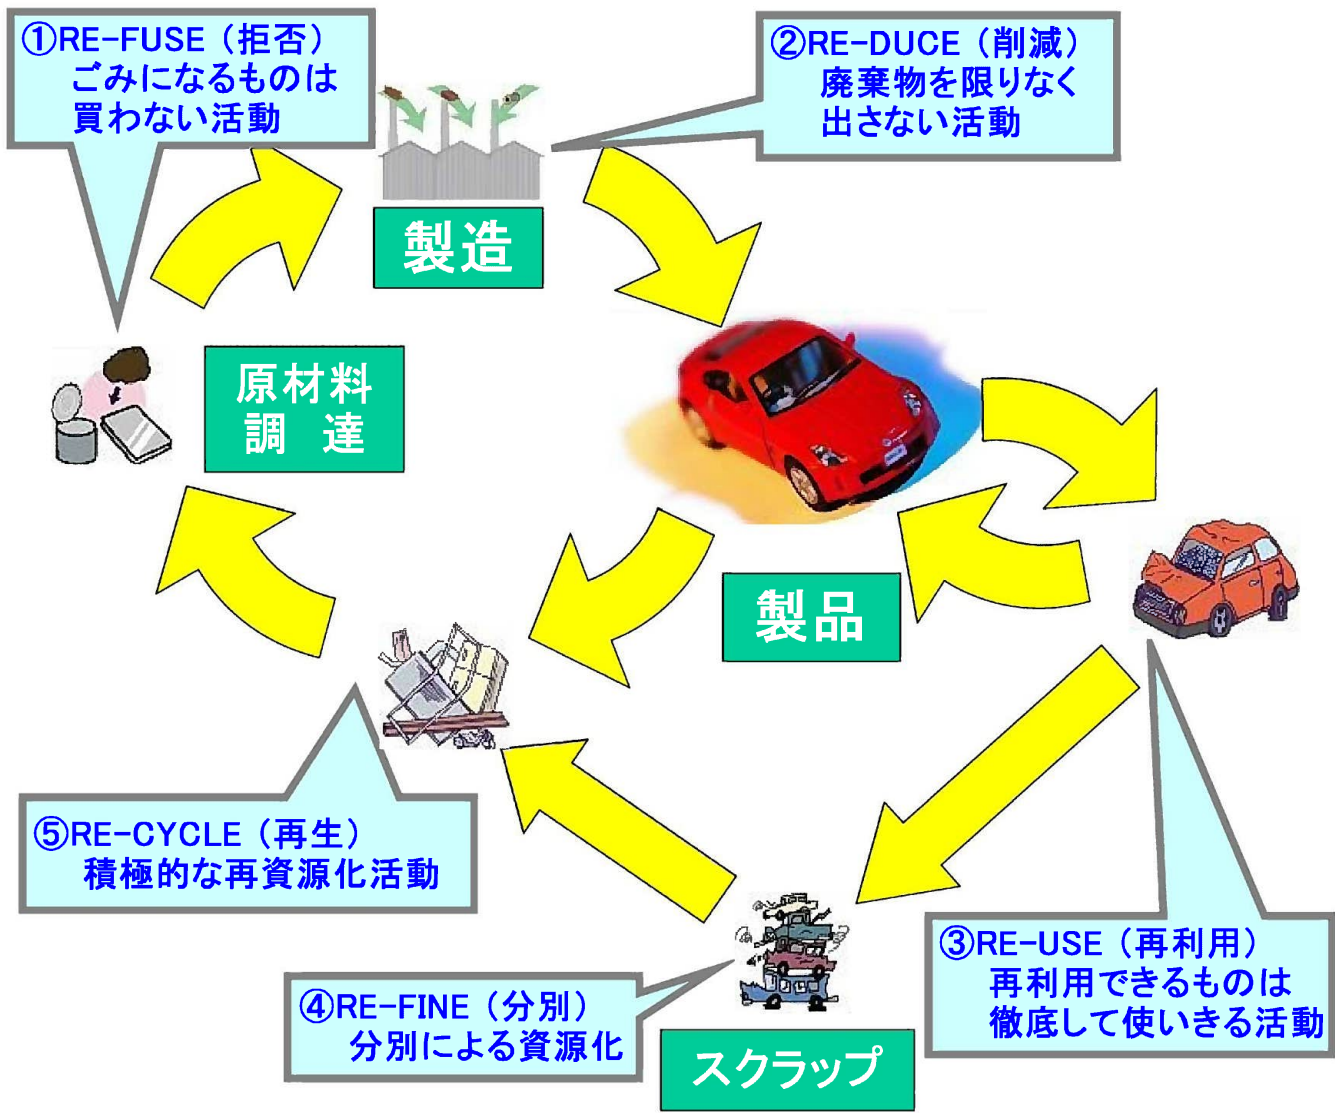 ①RE-FUSE（拒否）
ごみになるものは
買わない活動
②RE-DUCE（削減）
廃棄物を限りなく
出さない活動
製造
原材料
調　達
製品
⑤RE-CYCLE（再生）
積極的な再資源化活動
③RE-USE（再利用）
再利用できるものは
徹底して使いきる活動
④RE-FINE（分別）
分別による資源化
スクラップ